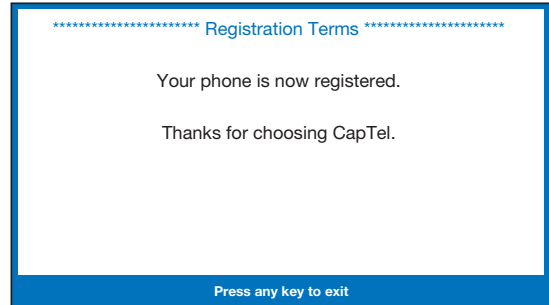 *********************** Registration Terms **********************
Your phone is now registered.
Thanks for choosing CapTel.
Press any key to exit